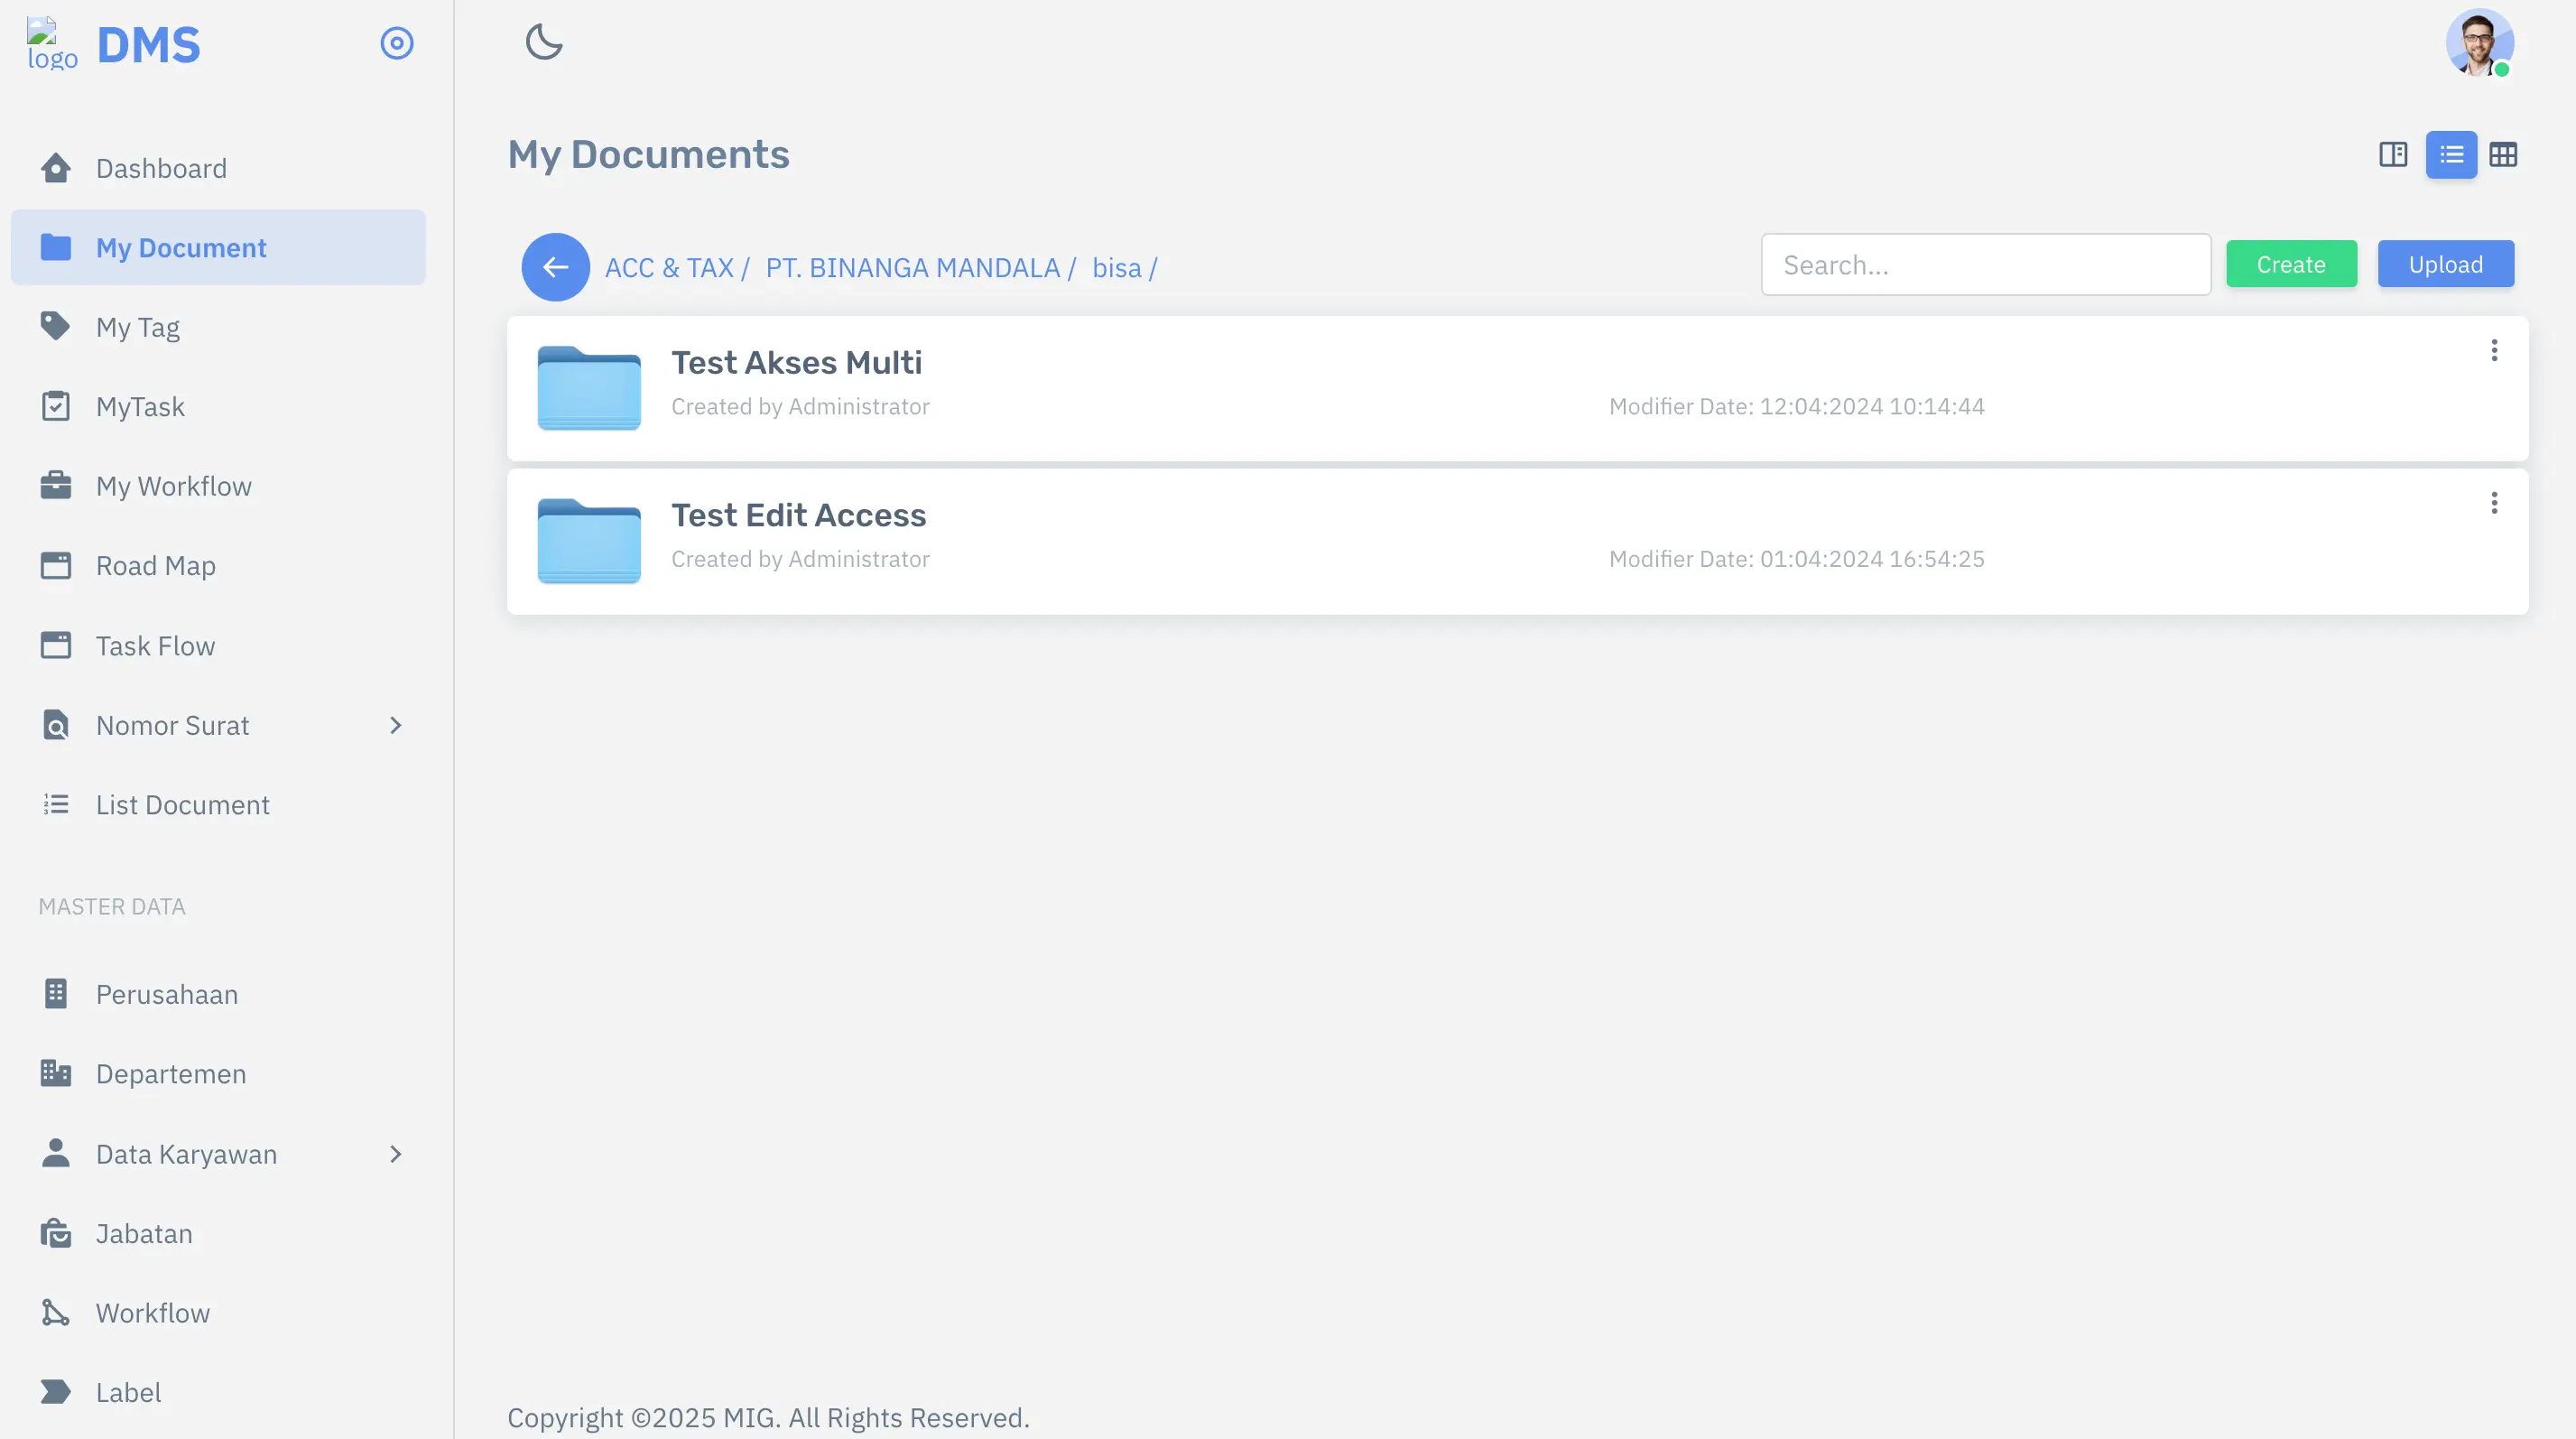 logo DMS
Dashboard
My Document
My Tag
MyTask
My Workflow
Road Map
Task Flow
Nomor Surat
List Document
MASTER DATA
Perusahaan
Departemen
Data Karyawan
Jabatan
Workflow
Label
My Documents
ACC & TAX / PT. BINANGA MANDALA / bisa /
Search...
Create
Upload
Test Akses Multi
Created by Administrator
Modifier Date: 12:04:2024 10:14:44
Test Edit Access
Created by Administrator
Modifier Date: 01:04:2024 16:54:25
Copyright ©2025 MIG. All Rights Reserved.